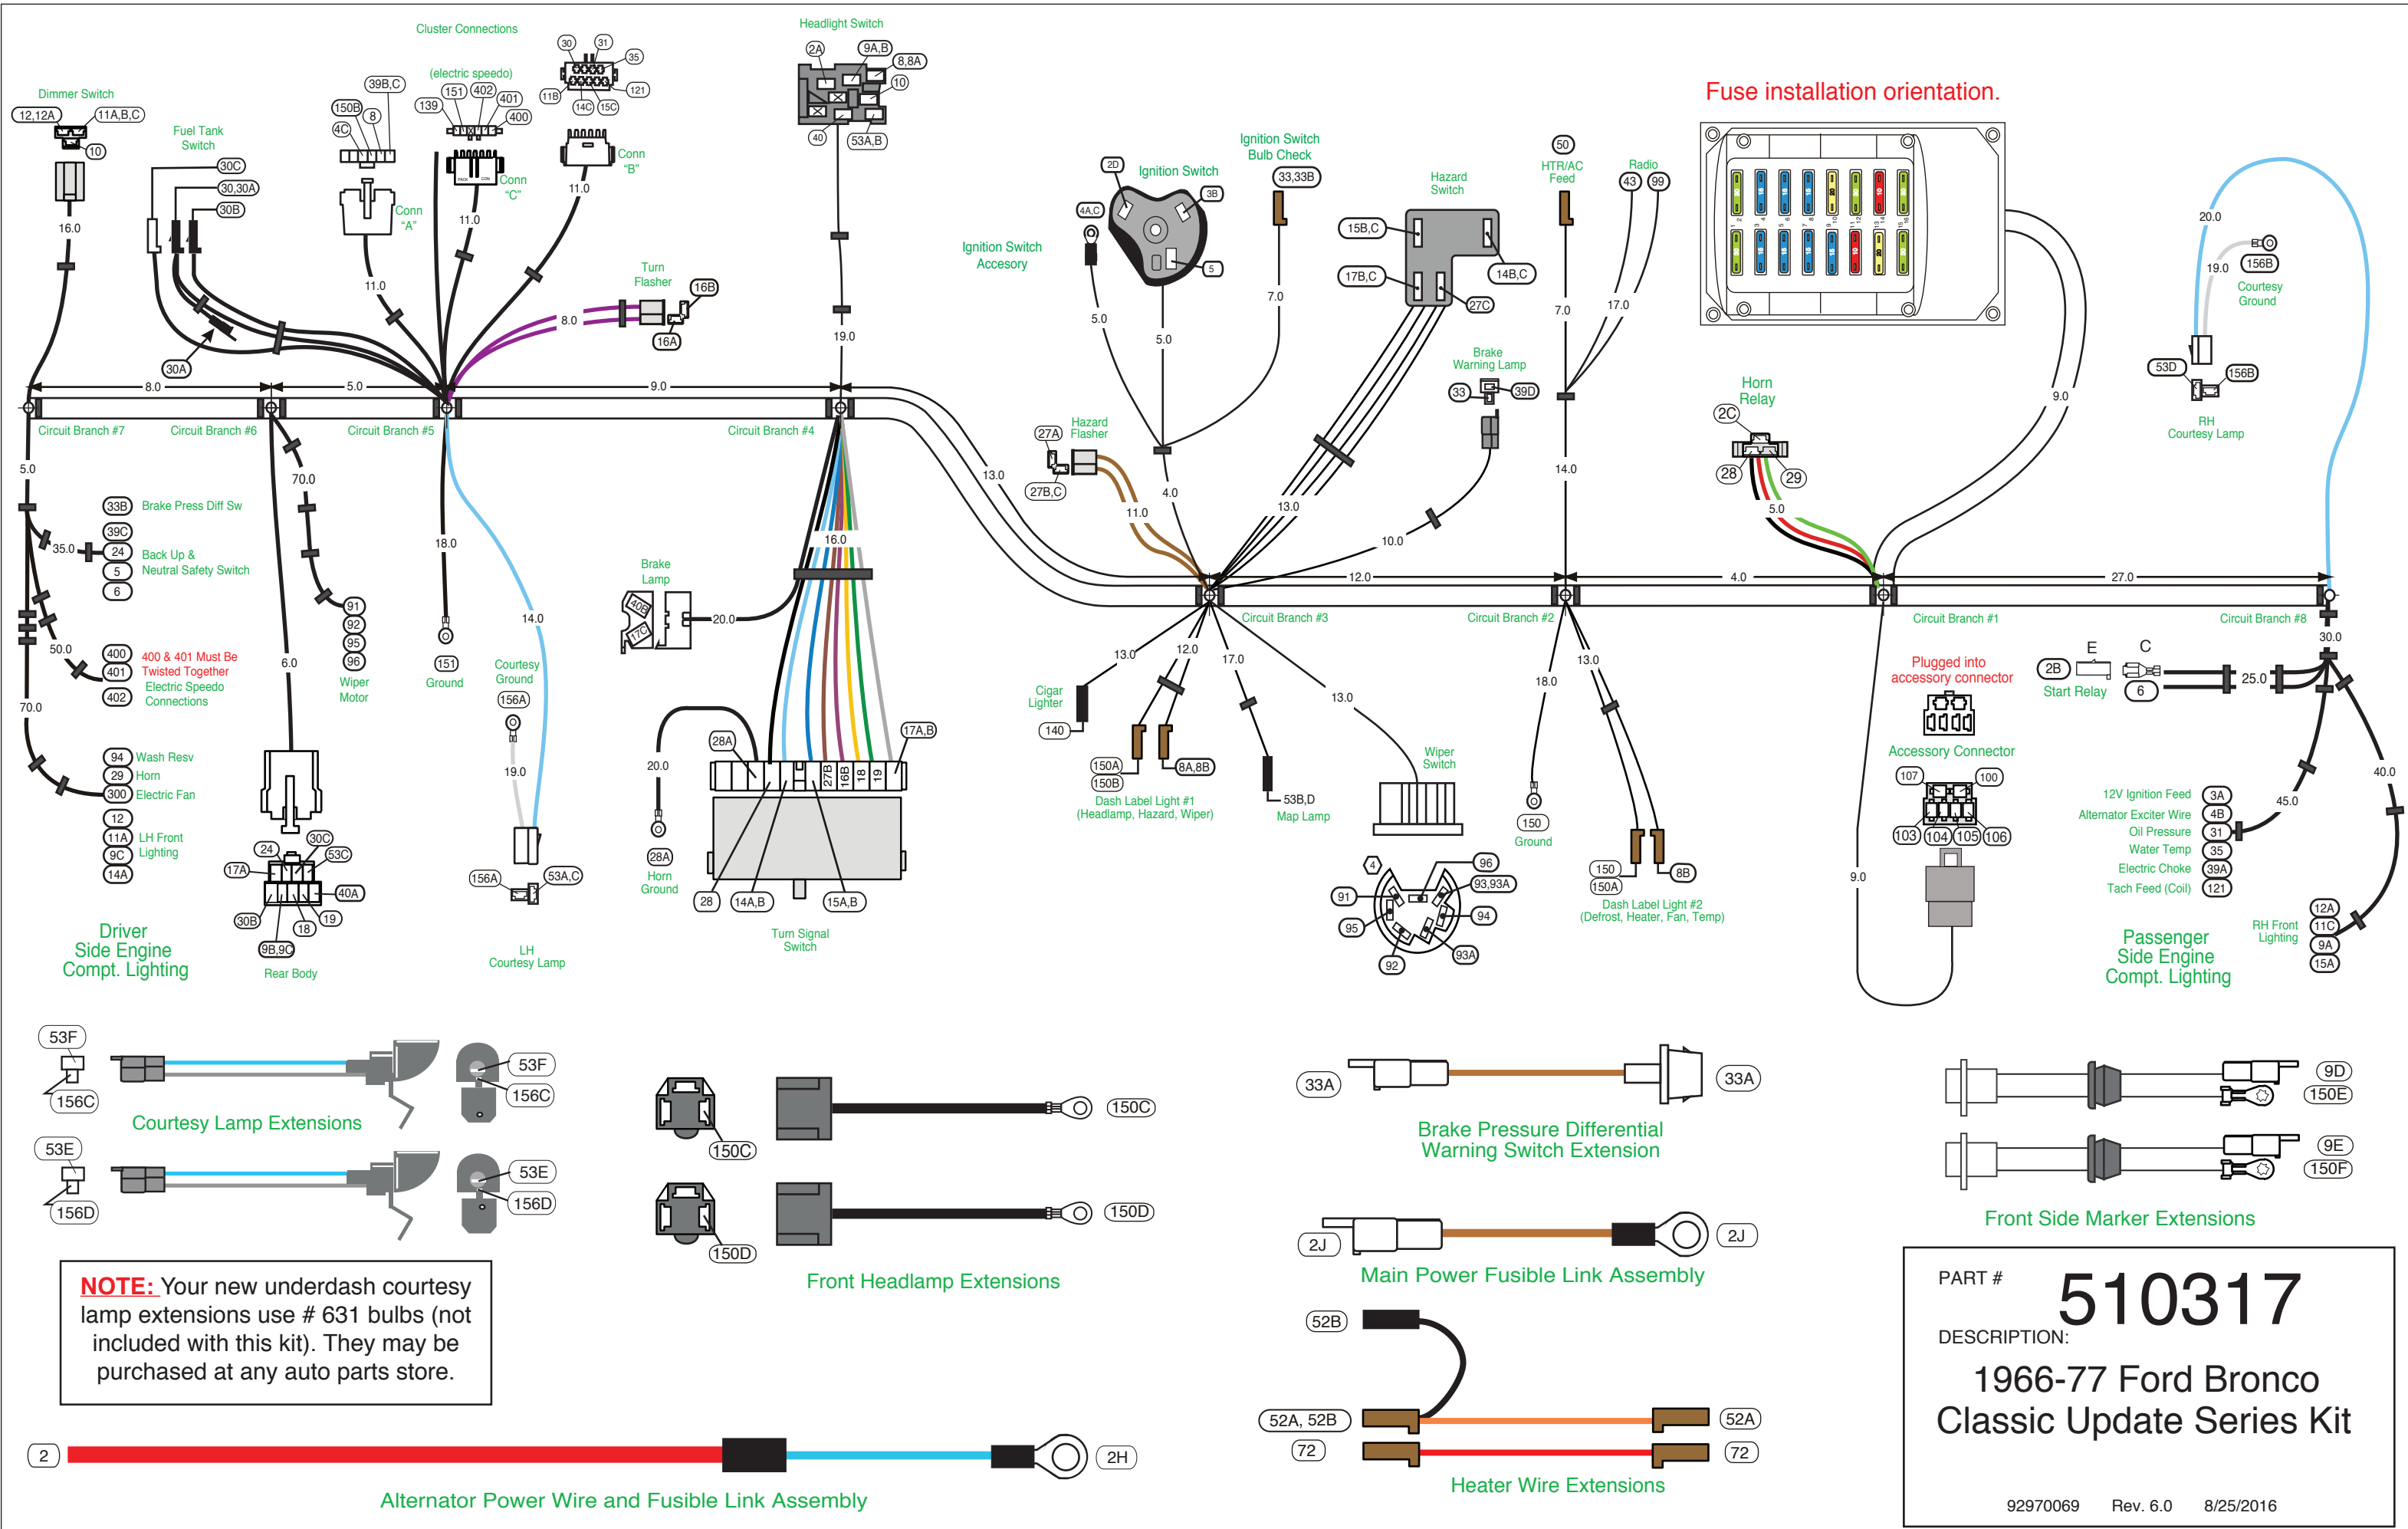 Cluster Connections
(electric speedo)
30
31
35
11B
14C
15C
121
139
151
402
401
400
Conn
"B"
11.0
Conn
"C"
11.0
39B,C
150B
8
4C
Conn
"A"
11.0
Dimmer Switch
12,12A
11A,B,C
10
16.0
Fuel Tank
Switch
30C
30,30A
30B
30A
Turn
Flasher
16B
16A
8.0
Headlight Switch
2A
9A,B
8,8A
10
40
53A,B
19.0
Ignition Switch
2D
3B
4A,C
5
Ignition Switch
Accesory
5.0
5.0
Ignition Switch
Bulb Check
33,33B
7.0
4.0
Hazard
Switch
15B,C
14B,C
17B,C
27C
13.0
50
HTR/AC
Feed
7.0
Radio
43
99
17.0
14.0
Brake
Warning Lamp
33
39D
10.0
Hazard
Flasher
27A
27B,C
11.0
Fuse installation orientation.
Horn
Relay
2C
28
29
5.0
9.0
20.0
19.0
156B
Courtesy
Ground
53D
156B
RH
Courtesy Lamp
8.0
5.0
9.0
13.0
12.0
4.0
27.0
Circuit Branch #7
Circuit Branch #6
Circuit Branch #5
Circuit Branch #4
Circuit Branch #3
Circuit Branch #2
Circuit Branch #1
Circuit Branch #8
5.0
33B
Brake Press Diff Sw
39C
24
5
6
Back Up &
Neutral Safety Switch
35.0
50.0
400
401
402
400 & 401 Must Be
Twisted Together
Electric Speedo
Connections
70.0
94
Wash Resv
29
Horn
300
Electric Fan
12
11A
9C
14A
LH Front
Lighting
Driver
Side Engine
Compt. Lighting
70.0
91
92
95
96
Wiper
Motor
6.0
24
30C
53C
17A
40A
30B
19
18
9B,9C
Rear Body
18.0
151
Ground
14.0
Courtesy
Ground
156A
19.0
156A
53A,C
LH
Courtesy Lamp
16.0
Brake
Lamp
40B
17C
20.0
20.0
28A
Horn
Ground
28A
17A,B
27B
16B
18
19
28
14A,B
15A,B
Turn Signal
Switch
13.0
Cigar
Lighter
140
12.0
150A
150B
8A,8B
Dash Label Light #1
(Headlamp, Hazard, Wiper)
17.0
53B,D
Map Lamp
13.0
Wiper
Switch
4
96
93,93A
91
94
95
92
93A
18.0
150
Ground
13.0
150
150A
8B
Dash Label Light #2
(Defrost, Heater, Fan, Temp)
Plugged into
accessory connector
Accessory Connector
107
100
103
104
105
106
9.0
30.0
E
C
2B
Start Relay
6
25.0
45.0
40.0
12V Ignition Feed
3A
Alternator Exciter Wire
4B
Oil Pressure
31
Water Temp
35
Electric Choke
39A
Tach Feed (Coil)
121
RH Front
Lighting
12A
11C
9A
15A
Passenger
Side Engine
Compt. Lighting
53F
156C
53F
156C
Courtesy Lamp Extensions
53E
156D
53E
156D
150C
150C
150D
150D
Front Headlamp Extensions
33A
33A
Brake Pressure Differential
Warning Switch Extension
2J
2J
Main Power Fusible Link Assembly
52B
52A, 52B
52A
72
72
Heater Wire Extensions
9D
150E
9E
150F
Front Side Marker Extensions
NOTE: Your new underdash courtesy
lamp extensions use # 631 bulbs (not
included with this kit). They may be
purchased at any auto parts store.
2
2H
Alternator Power Wire and Fusible Link Assembly
PART #
510317
DESCRIPTION:
1966-77 Ford Bronco
Classic Update Series Kit
92970069 Rev. 6.0 8/25/2016